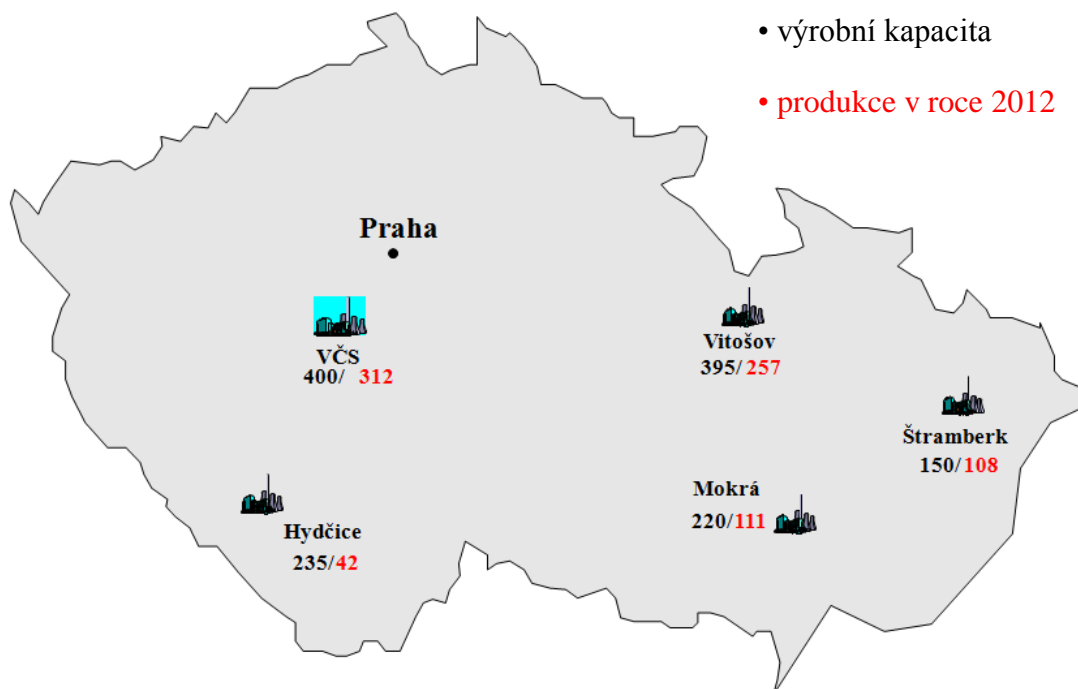 • výrobní kapacita
• produkce v roce 2012
Praha
VČS
400/ 312
Vitošov
395/ 257
Štramberk
150/ 108
Mokrá
220/ 111
Hydčice
235/ 42